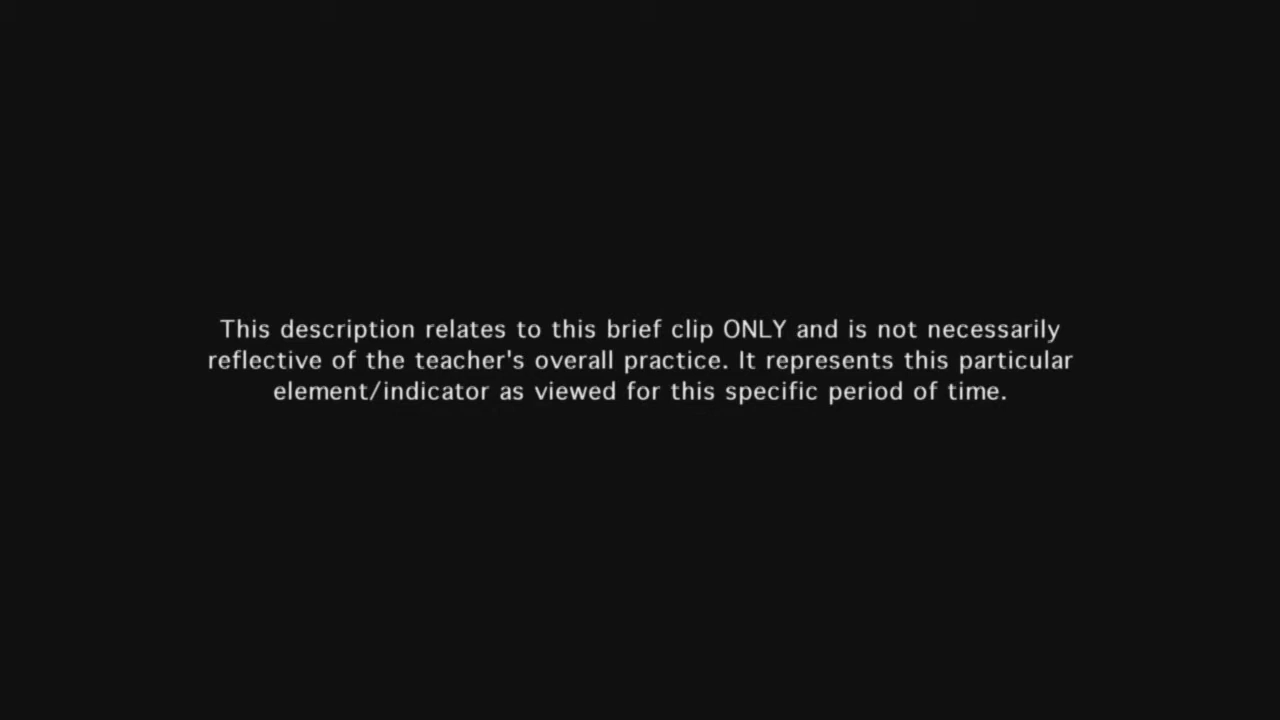 This description relates to this brief clip ONLY and is not necessarily
reflective of the teacher's overall practice. It represents this particular
element/indicator as viewed for this specific period of time.